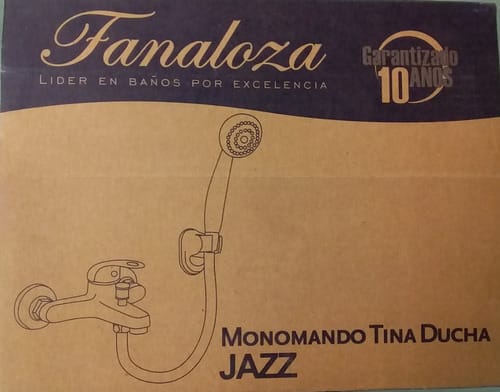 Fanaloza
LIDER EN BAÑOS POR EXCELENCIA
Garantizado
10 AÑOS
MONOMANDO TINA DUCHA
JAZZ